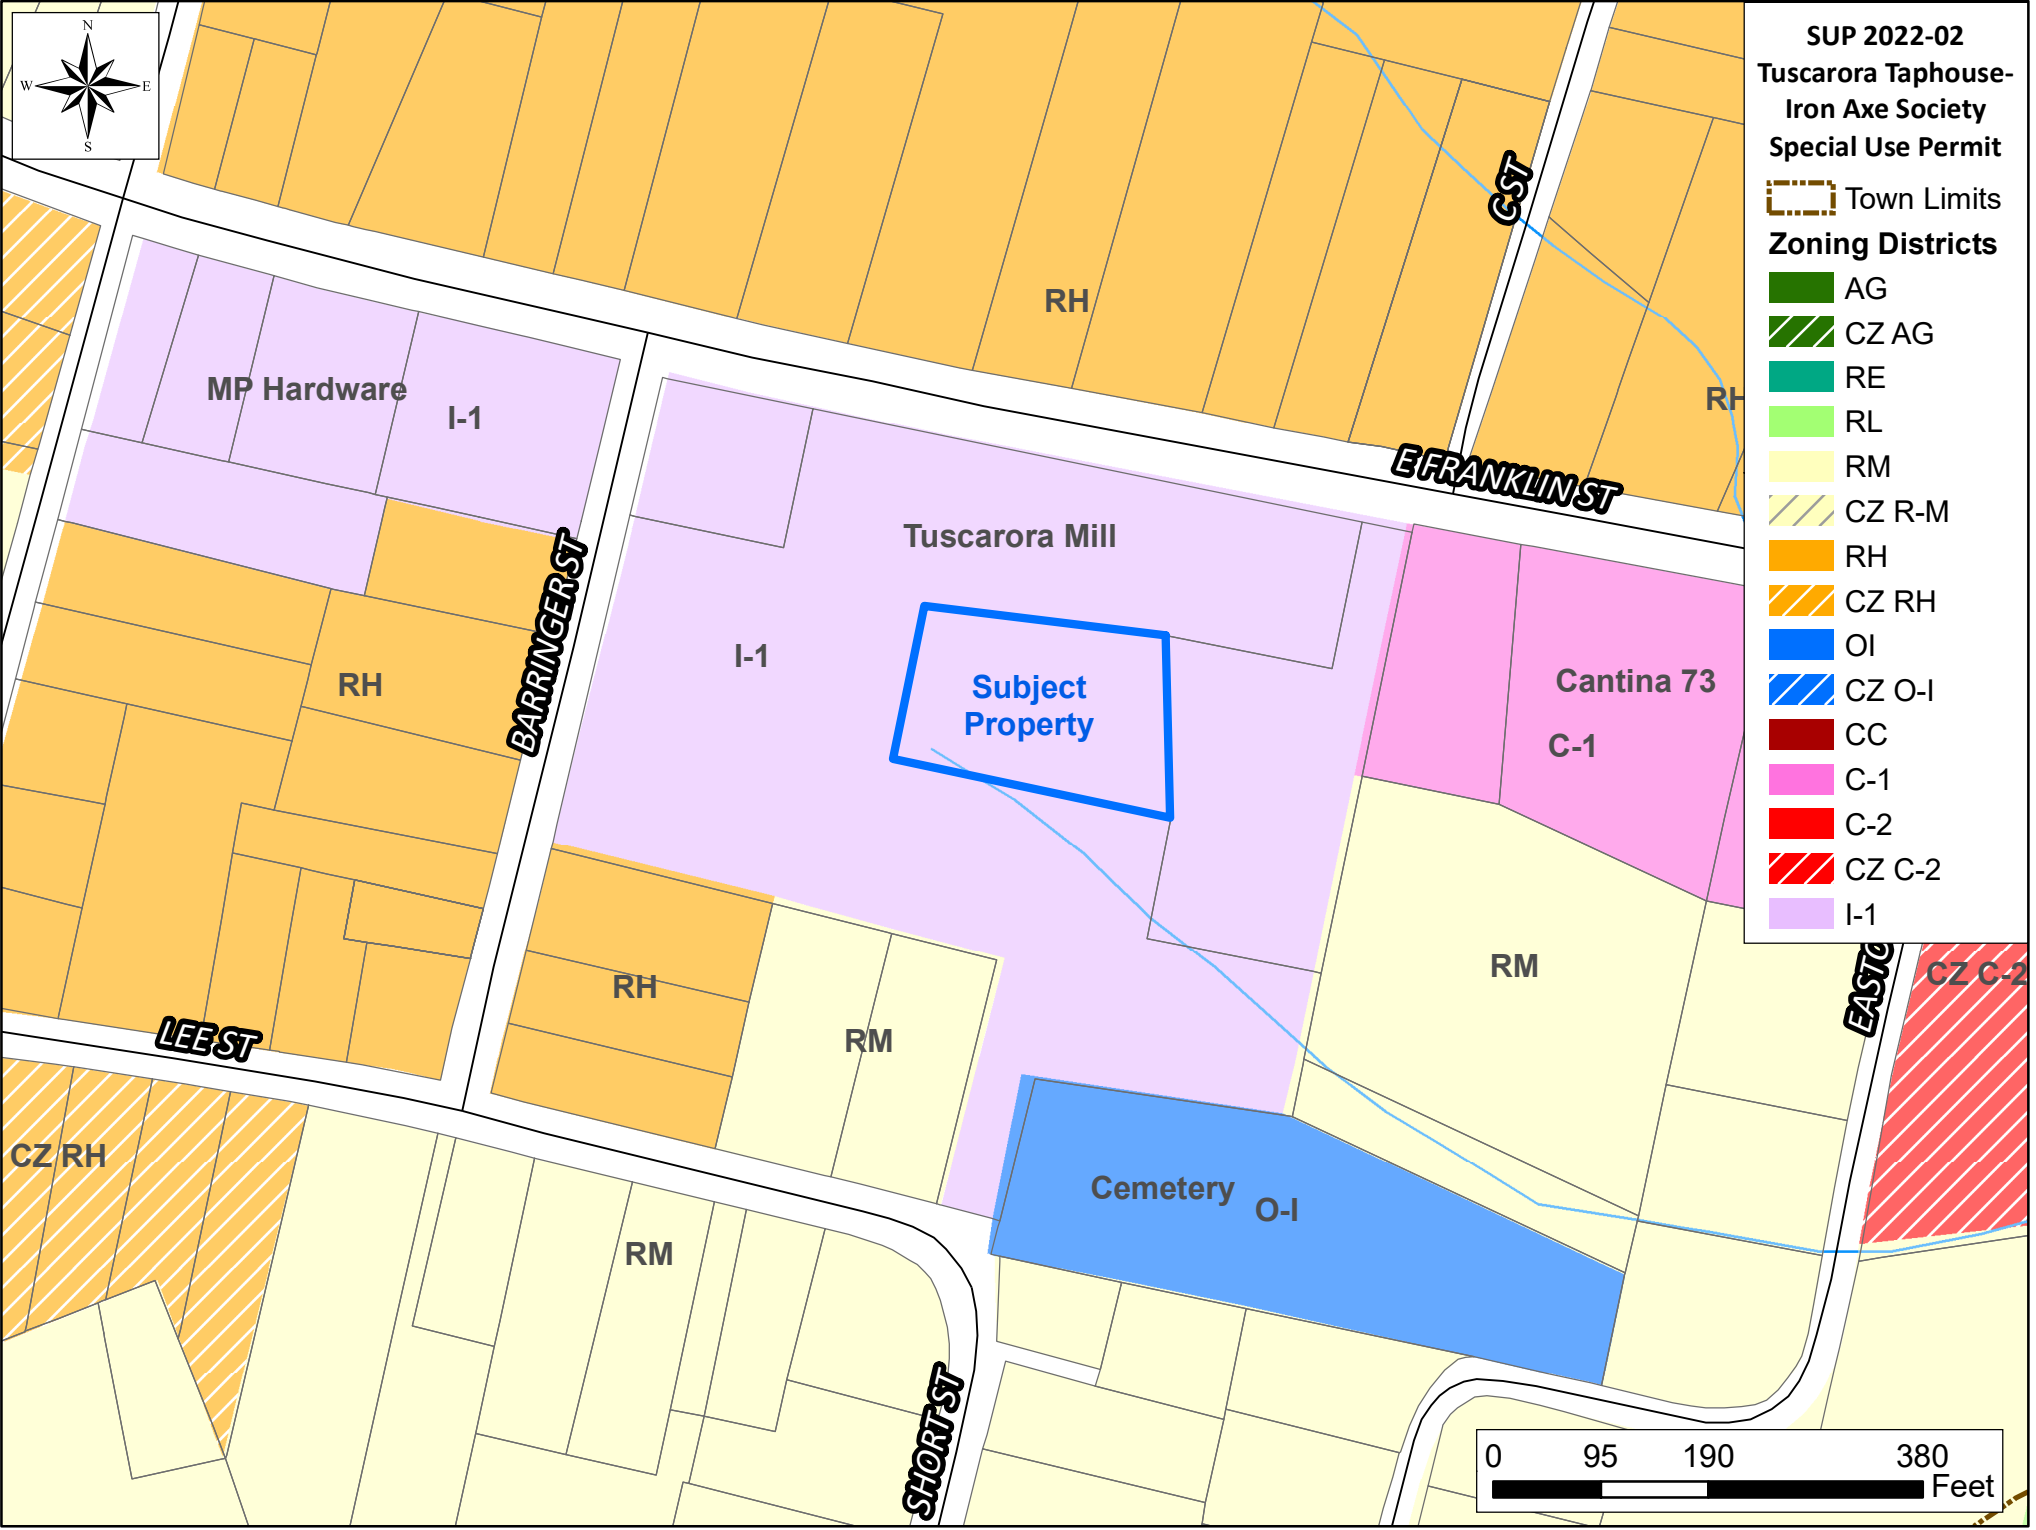 N
W E
S
SUP 2022-02
Tuscarora Taphouse-
Iron Axe Society
Special Use Permit
Town Limits
Zoning Districts
AG
CZ AG
RE
RL
RM
CZ R-M
RH
CZ RH
OI
CZ O-I
CC
C-1
C-2
CZ C-2
I-1
C ST
RH
RH
MP Hardware
I-1
E FRANKLIN ST
Tuscarora Mill
BARRINGER ST
I-1
Subject
Property
RH
Cantina 73
C-1
RH
RM
RM
CZ C-2
LEE ST
CZ RH
Cemetery
O-I
RM
SHORT ST
0 95 190 380
Feet